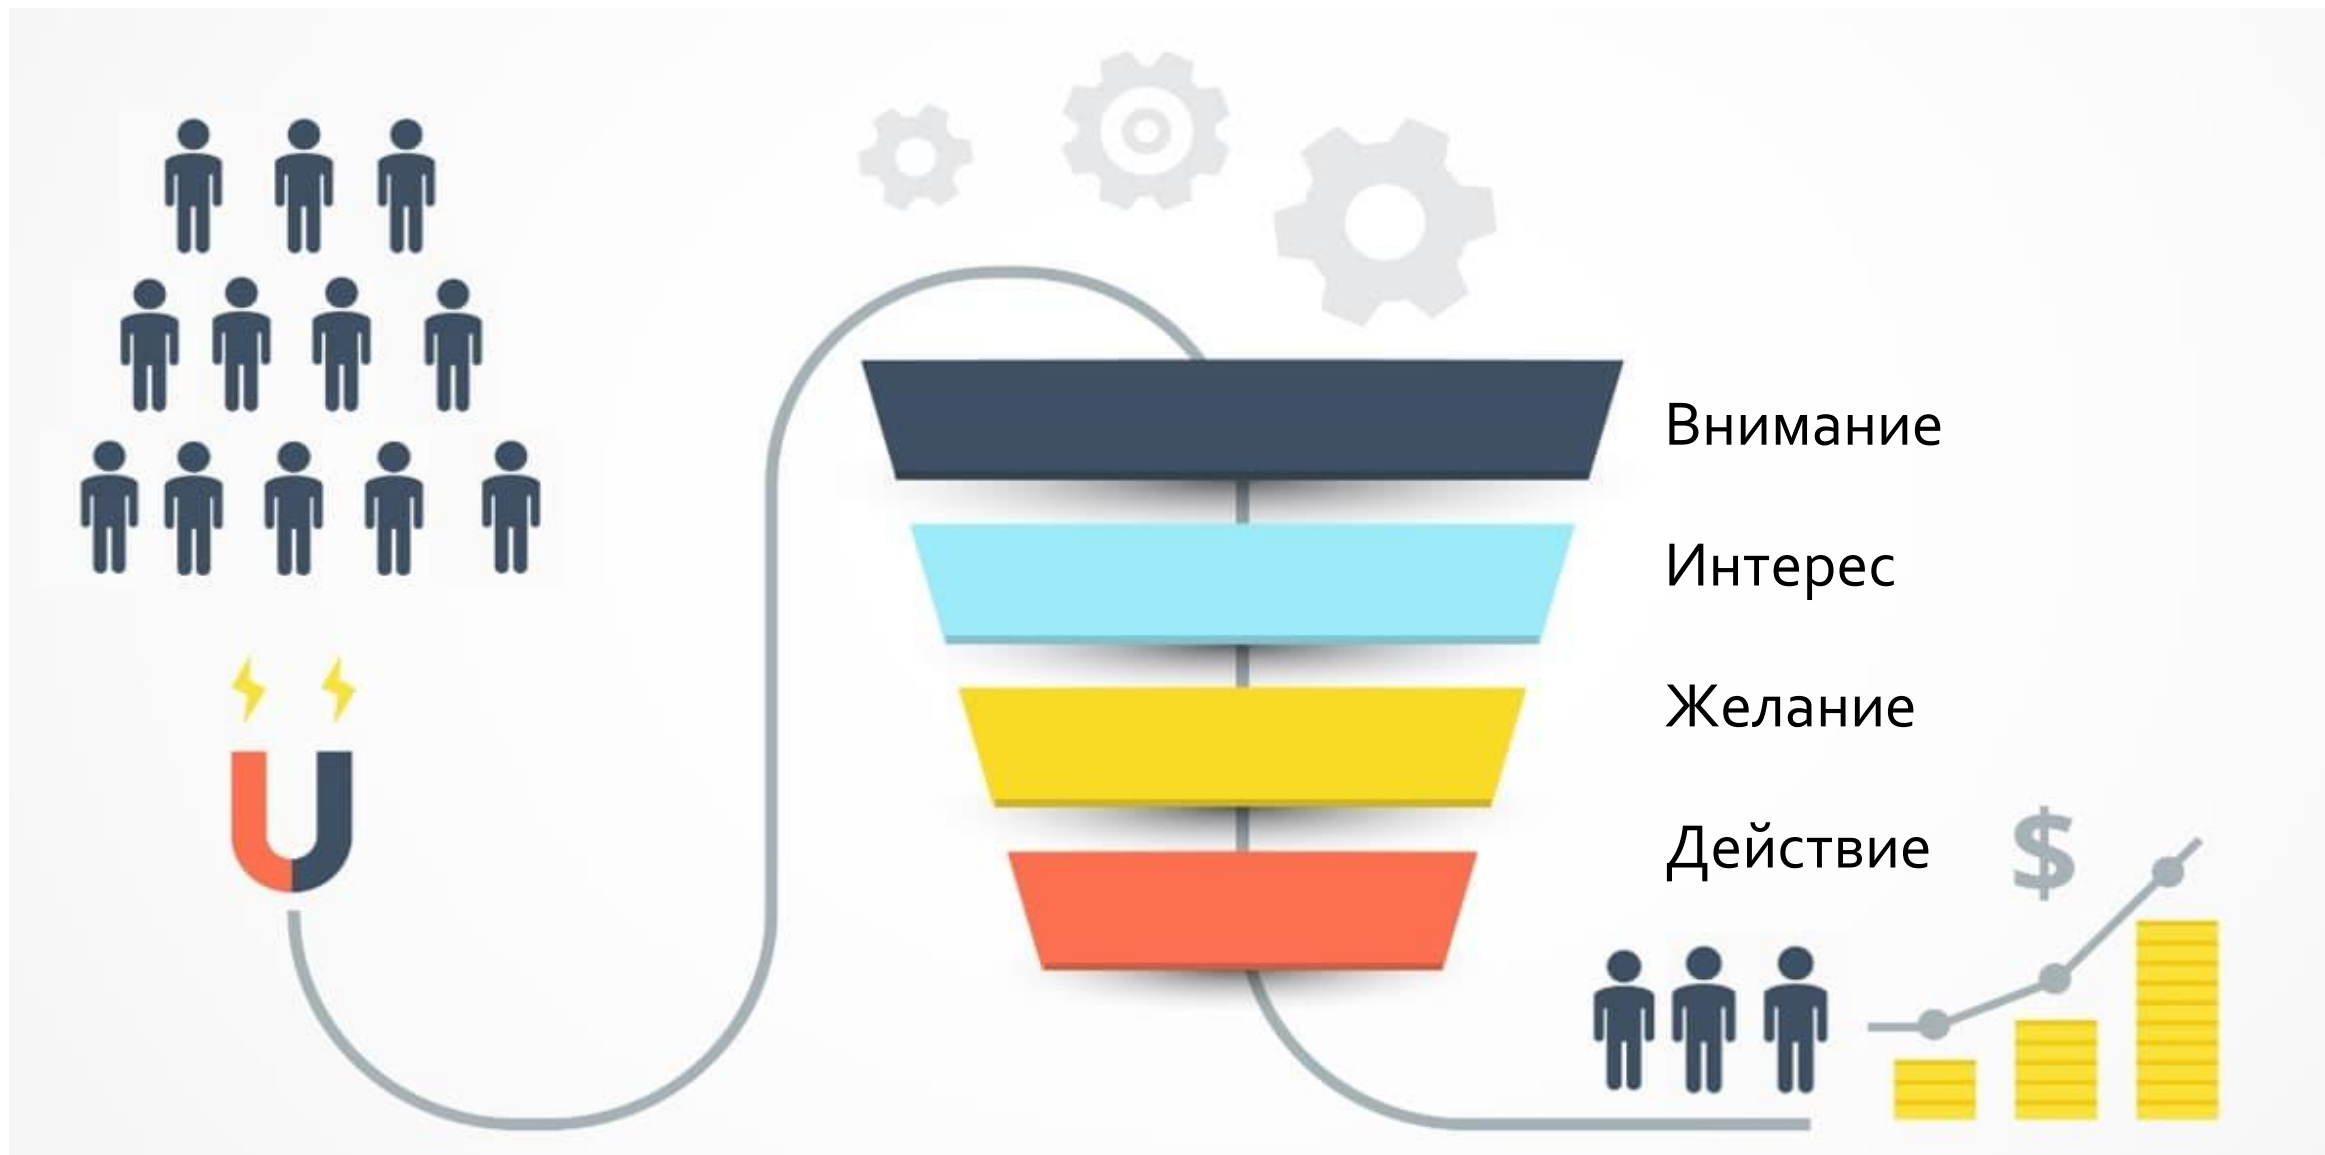 Внимание
Интерес
Желание
Действие
$